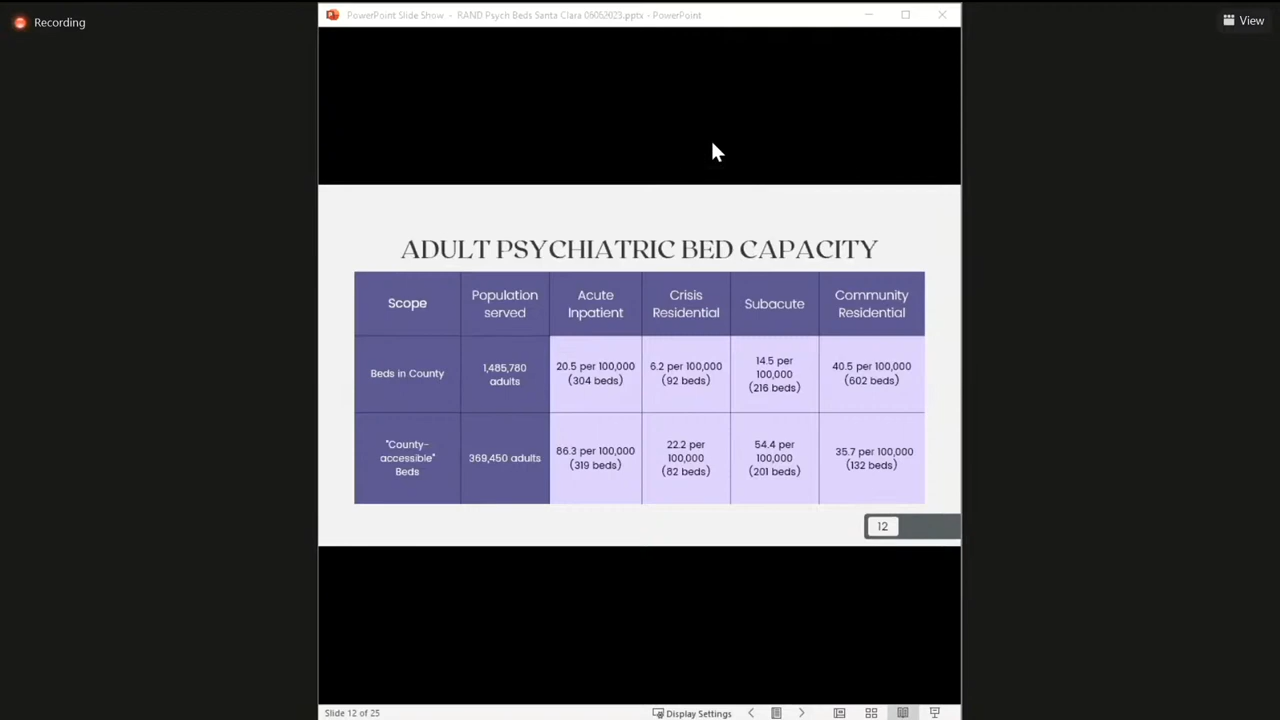 PowerPoint Slide Show - RAND Psych Beds Santa Clara 06052023.pptx - PowerPoint
Recording
View
ADULT PSYCHIATRIC BED CAPACITY
Scope
Population
served
Acute
Inpatient
Crisis
Residential
Subacute
Community
Residential
Beds in County
1,485,780
adults
20.5 per 100,000
(304 beds)
6.2 per 100,000
(92 beds)
14.5 per
100,000
(216 beds)
40.5 per 100,000
(602 beds)
"County-
accessible"
Beds
369,450 adults
86.3 per 100,000
(319 beds)
22.2 per
100,000
(82 beds)
54.4 per
100,000
(201 beds)
35.7 per 100,000
(132 beds)
12
Slide 12 of 25
Display Settings